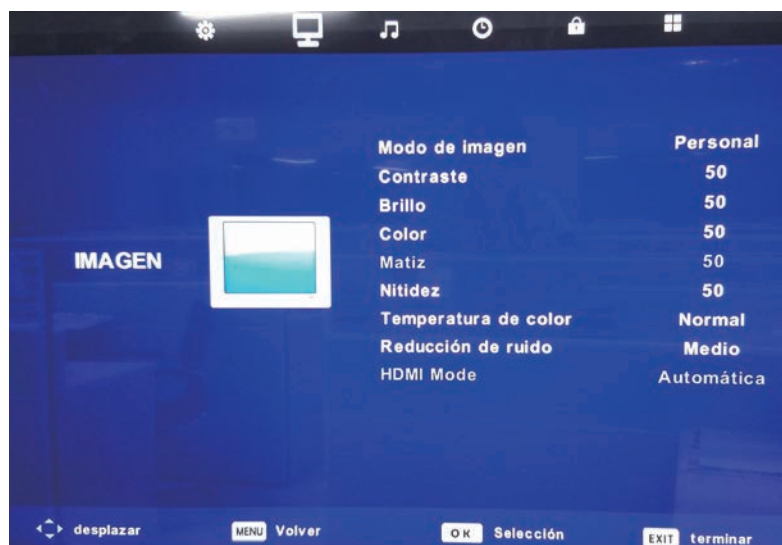 Modo de imagen Personal
Contraste 50
Brillo 50
Color 50
IMAGEN
Matiz 50
Nitidez 50
Temperatura de color Normal
Reducción de ruido Medio
HDMI Mode Automática
desplazar MENU Volver OK Selección EXIT terminar